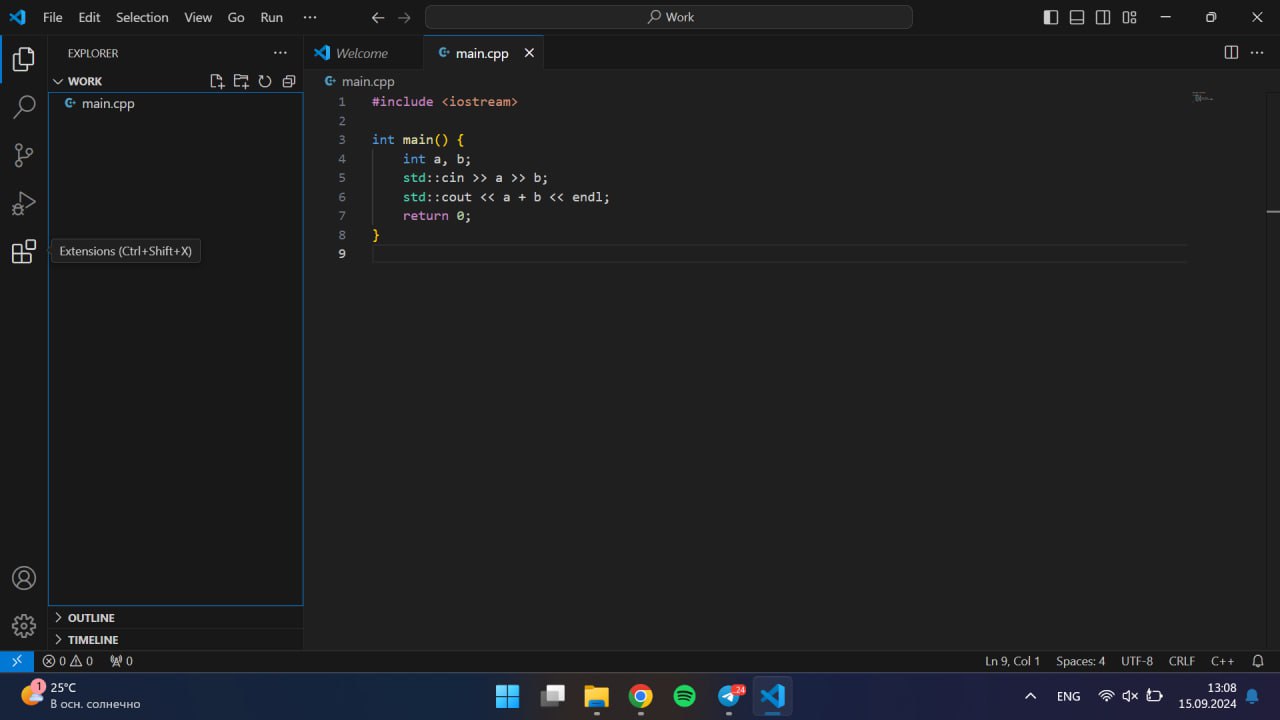 File Edit Selection View Go Run ···
Work
EXPLORER ···
WORK
main.cpp
Extensions (Ctrl+Shift+X)
OUTLINE
TIMELINE
Welcome
main.cpp
main.cpp
1 #include <iostream>
2
3 int main() {
4     int a, b;
5     std::cin >> a >> b;
6     std::cout << a + b << endl;
7     return 0;
8 }
9
0 0 0
Ln 9, Col 1 Spaces: 4 UTF-8 CRLF C++
1
25°C
В осн. солнечно
24
ENG
13:08
15.09.2024